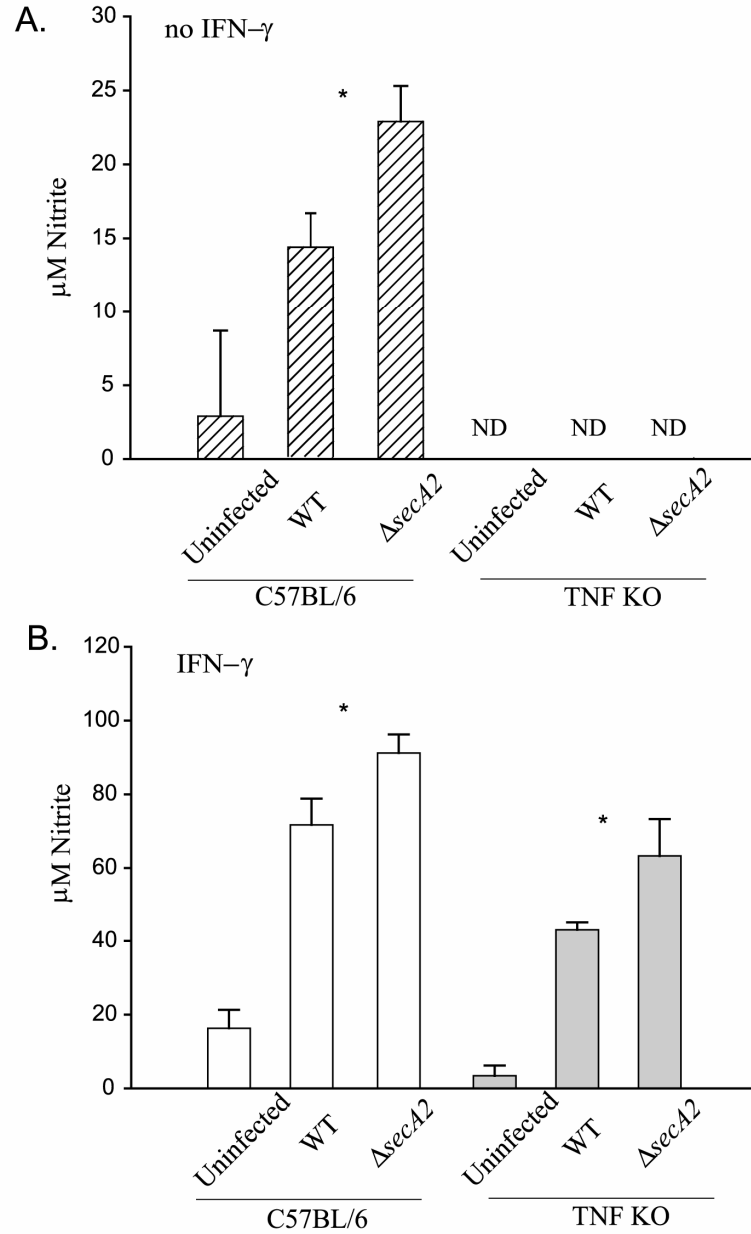 A.
no IFN–γ
30
25
20
15
10
5
0
μM Nitrite
*
ND ND ND
Uninfected WT ΔsecA2 Uninfected WT ΔsecA2
C57BL/6 TNF KO
B.
IFN–γ
120
100
80
60
40
20
0
μM Nitrite
*
*
Uninfected WT ΔsecA2 Uninfected WT ΔsecA2
C57BL/6 TNF KO